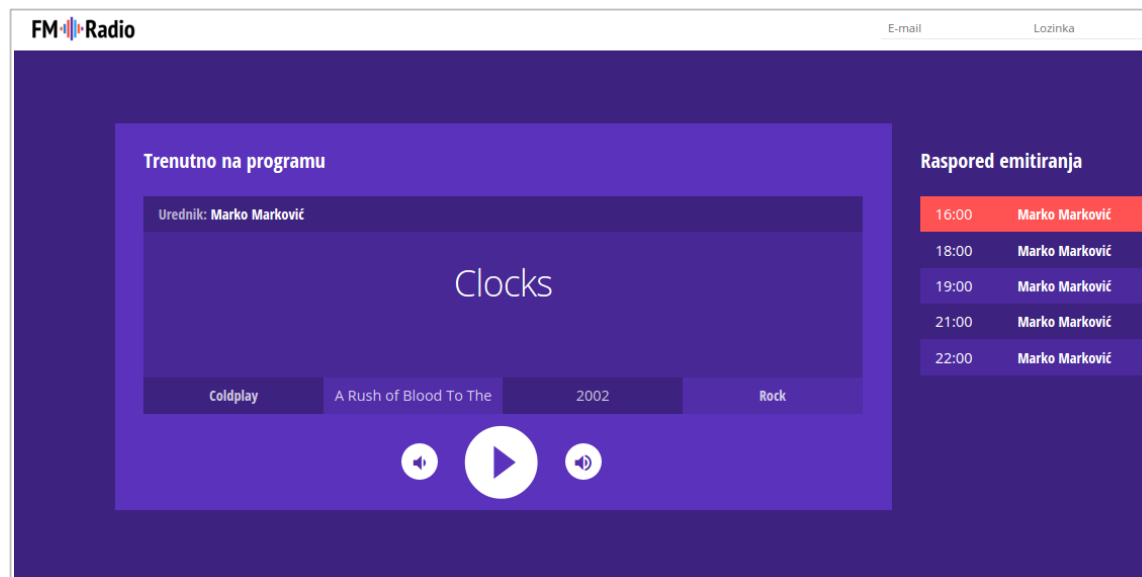 FM Radio
E-mail Lozinka
Trenutno na programu
Urednik: Marko Marković
Clocks
Coldplay A Rush of Blood To The 2002 Rock
Raspored emitiranja
16:00 Marko Marković
18:00 Marko Marković
19:00 Marko Marković
21:00 Marko Marković
22:00 Marko Marković